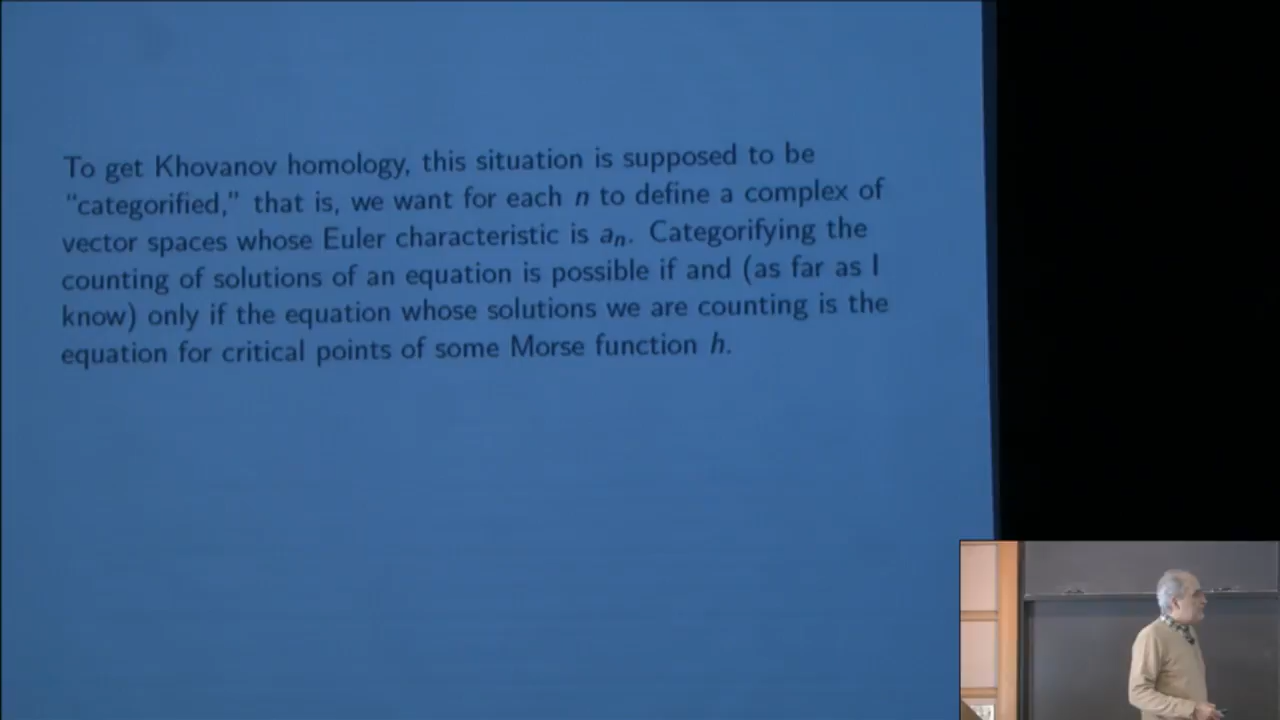 To get Khovanov homology, this situation is supposed to be
"categorified," that is, we want for each n to define a complex of
vector spaces whose Euler characteristic is aₙ. Categorifying the
counting of solutions of an equation is possible if and (as far as I
know) only if the equation whose solutions we are counting is the
equation for critical points of some Morse function h.